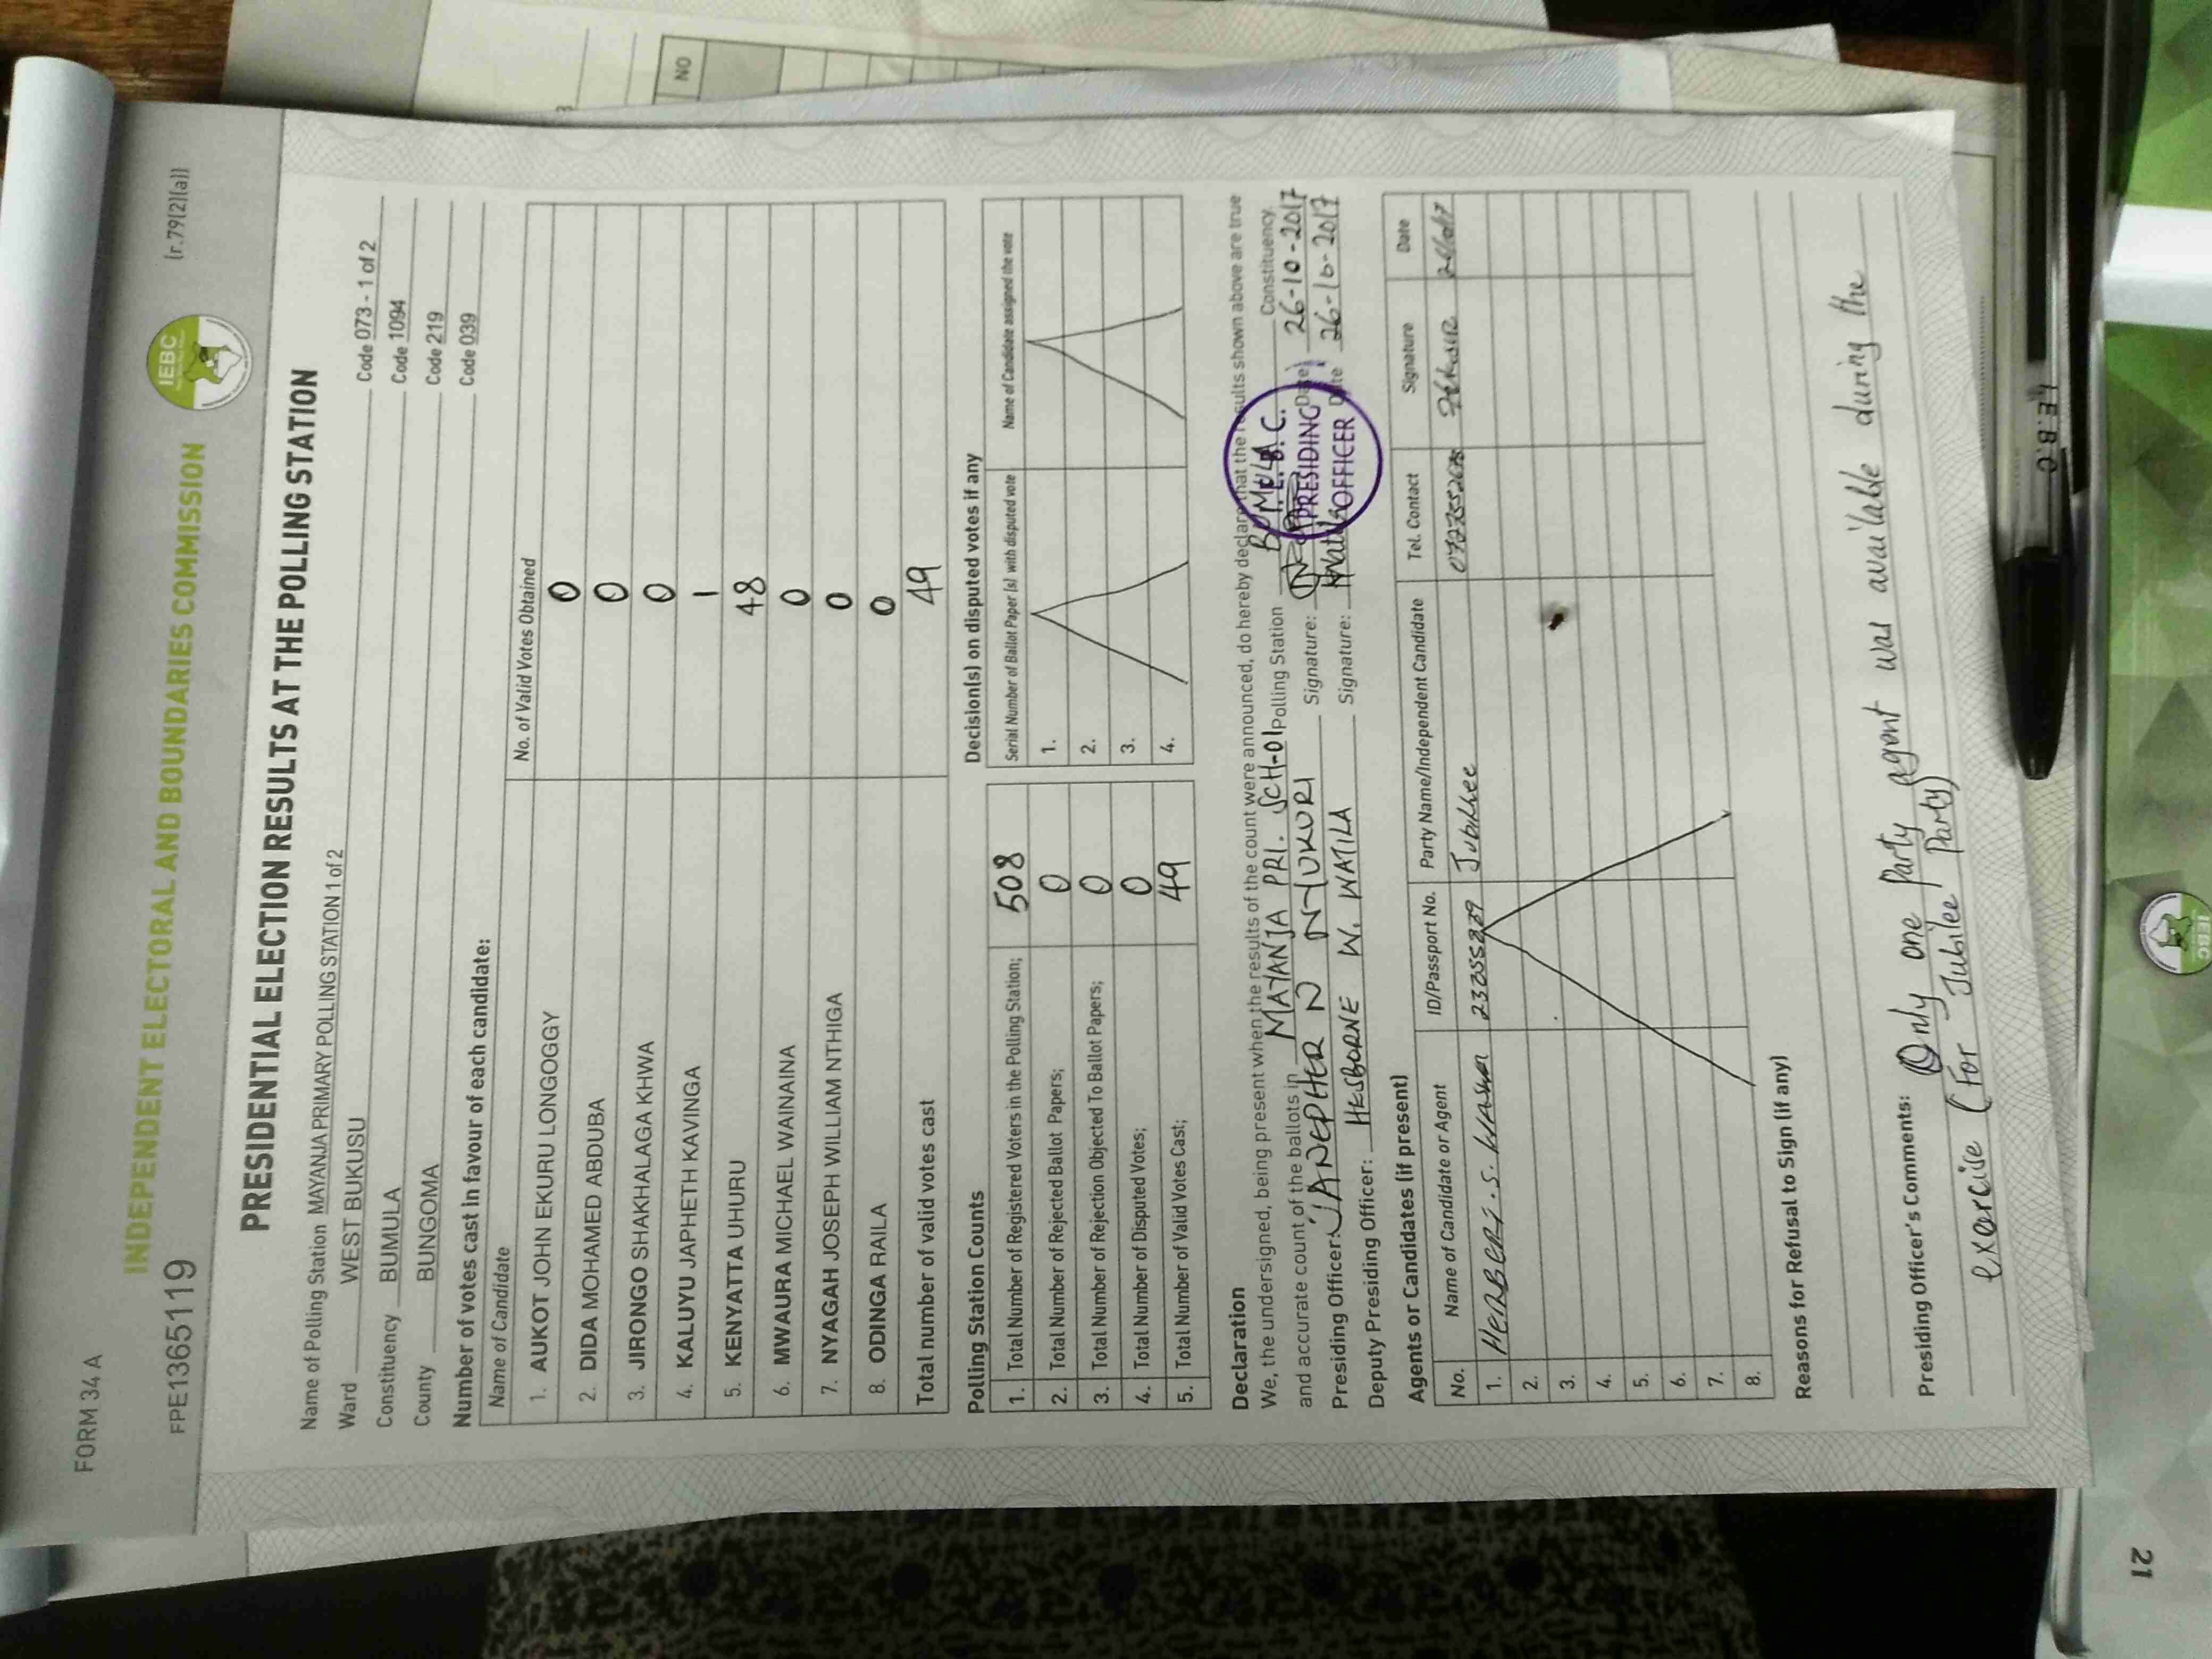 FORM 34 A
INDEPENDENT ELECTORAL AND BOUNDARIES COMMISSION
IEBC
(r.79(2)(a))
FPE1365119
PRESIDENTIAL ELECTION RESULTS AT THE POLLING STATION
Name of Polling Station MAYANJA PRIMARY POLLING STATION 1 of 2 Code 073 - 1 of 2
Ward WEST BUKUSU Code 1094
Constituency BUMULA Code 219
County BUNGOMA Code 039
Number of votes cast in favour of each candidate:
Name of Candidate No. of Valid Votes Obtained
1. AUKOT JOHN EKURU LONGOGGY 0
2. DIDA MOHAMED ABDUBA 0
3. JIRONGO SHAKHALAGA KHWA 0
4. KALUYU JAPHETH KAVINGA 1
5. KENYATTA UHURU 48
6. MWAURA MICHAEL WAINAINA 0
7. NYAGAH JOSEPH WILLIAM NTHIGA 0
8. ODINGA RAILA 0
Total number of valid votes cast 49
Polling Station Counts
1. Total Number of Registered Voters in the Polling Station; 508
2. Total Number of Rejected Ballot Papers; 0
3. Total Number of Rejection Objected To Ballot Papers; 0
4. Total Number of Disputed Votes; 0
5. Total Number of Valid Votes Cast; 49
Decision(s) on disputed votes if any
Serial Number of Ballot Paper (s) with disputed vote Name of Candidate assigned the vote
1.
2.
3.
4.
Declaration
We, the undersigned, being present when the results of the count were announced, do hereby declare that the results shown above are true
and accurate count of the ballots in MAYANJA PRI. SCH-01 Polling Station BUMULA Constituency.
Presiding Officer: JANEPHER N NYUKURI Signature: Date 26-10-2017
Deputy Presiding Officer: HESBORNE W. WATILA Signature: Date 26-10-2017
I.E.B.C.
PRESIDING
OFFICER
Agents or Candidates (if present)
No. Name of Candidate or Agent ID/Passport No. Party Name/Independent Candidate Tel. Contact Signature Date
1. HERBERT. S. 23255239 Jubilee
2.
3.
4.
5.
6.
7.
8.
Reasons for Refusal to Sign (if any)
Presiding Officer's Comments: Only one Party agent was available during the
exercise (For Jubilee Party)
NO
I.E.B.C
IEBC
21